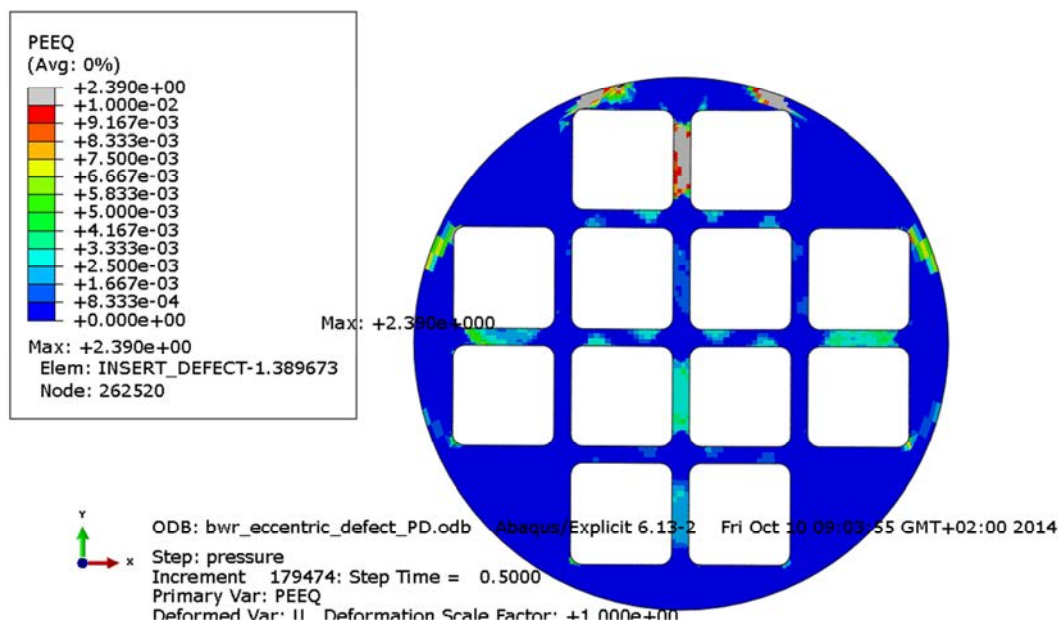 PEEQ
(Avg: 0%)
+2.390e+00
+1.000e-02
+9.167e-03
+8.333e-03
+7.500e-03
+6.667e-03
+5.833e-03
+5.000e-03
+4.167e-03
+3.333e-03
+2.500e-03
+1.667e-03
+8.333e-04
+0.000e+00
Max: +2.390e+00
Elem: INSERT_DEFECT-1.389673
Node: 262520
Max: +2.390e+000
Y
X
ODB: bwr_eccentric_defect_PD.odb Abaqus/Explicit 6.13-2 Fri Oct 10 09:03:55 GMT+02:00 2014
Step: pressure
Increment 179474: Step Time = 0.5000
Primary Var: PEEQ
Deformed Var: U Deformation Scale Factor: +1.000e+00